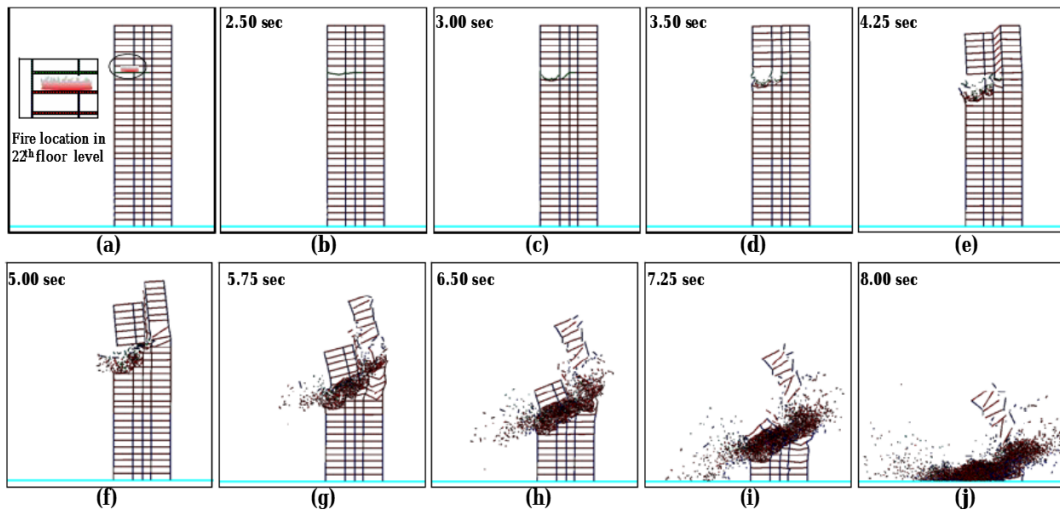 Fire location in
22th floor level
(a)
2.50 sec
(b)
3.00 sec
(c)
3.50 sec
(d)
4.25 sec
(e)
5.00 sec
(f)
5.75 sec
(g)
6.50 sec
(h)
7.25 sec
(i)
8.00 sec
(j)